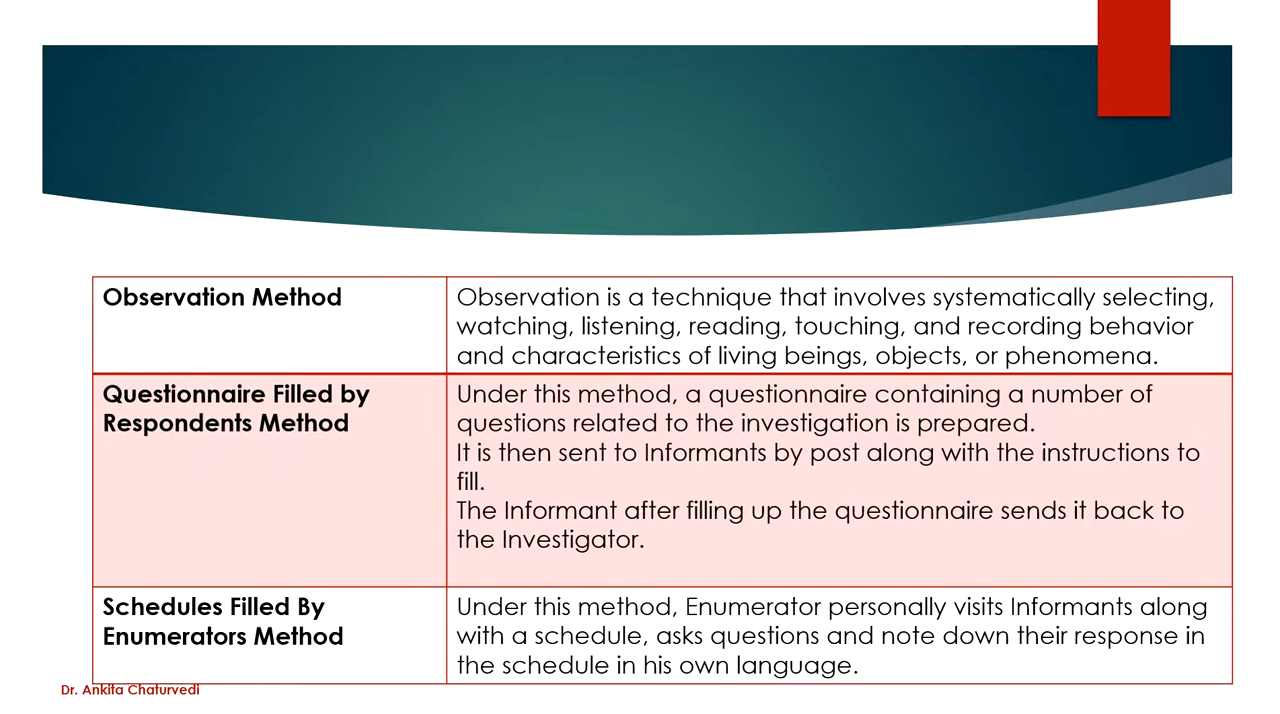 Observation Method
Observation is a technique that involves systematically selecting,
watching, listening, reading, touching, and recording behavior
and characteristics of living beings, objects, or phenomena.
Questionnaire Filled by
Respondents Method
Under this method, a questionnaire containing a number of
questions related to the investigation is prepared.
It is then sent to Informants by post along with the instructions to
fill.
The Informant after filling up the questionnaire sends it back to
the Investigator.
Schedules Filled By
Enumerators Method
Under this method, Enumerator personally visits Informants along
with a schedule, asks questions and note down their response in
the schedule in his own language.
Dr. Ankita Chaturvedi